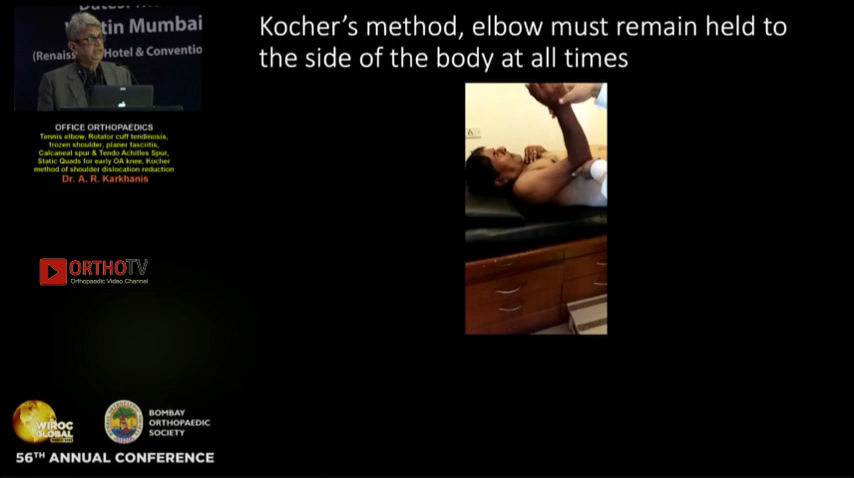 Kocher's method, elbow must remain held to
the side of the body at all times
tin Mumbai
Hotel & Conventio
OFFICE ORTHOPAEDICS
Tennis elbow, Rotator cuff tendinosis,
frozen shoulder, planer fasciitis,
Calcaneal spur & Tendo Achilles Spur,
Static Quads for early OA knee, Kocher
method of shoulder dislocation reduction
Dr. A. R. Karkhanis
ORTHOTV
Orthopaedic Video Channel
WIROC
GLOBAL
BOMBAY
ORTHOPAEDIC
SOCIETY
56TH ANNUAL CONFERENCE